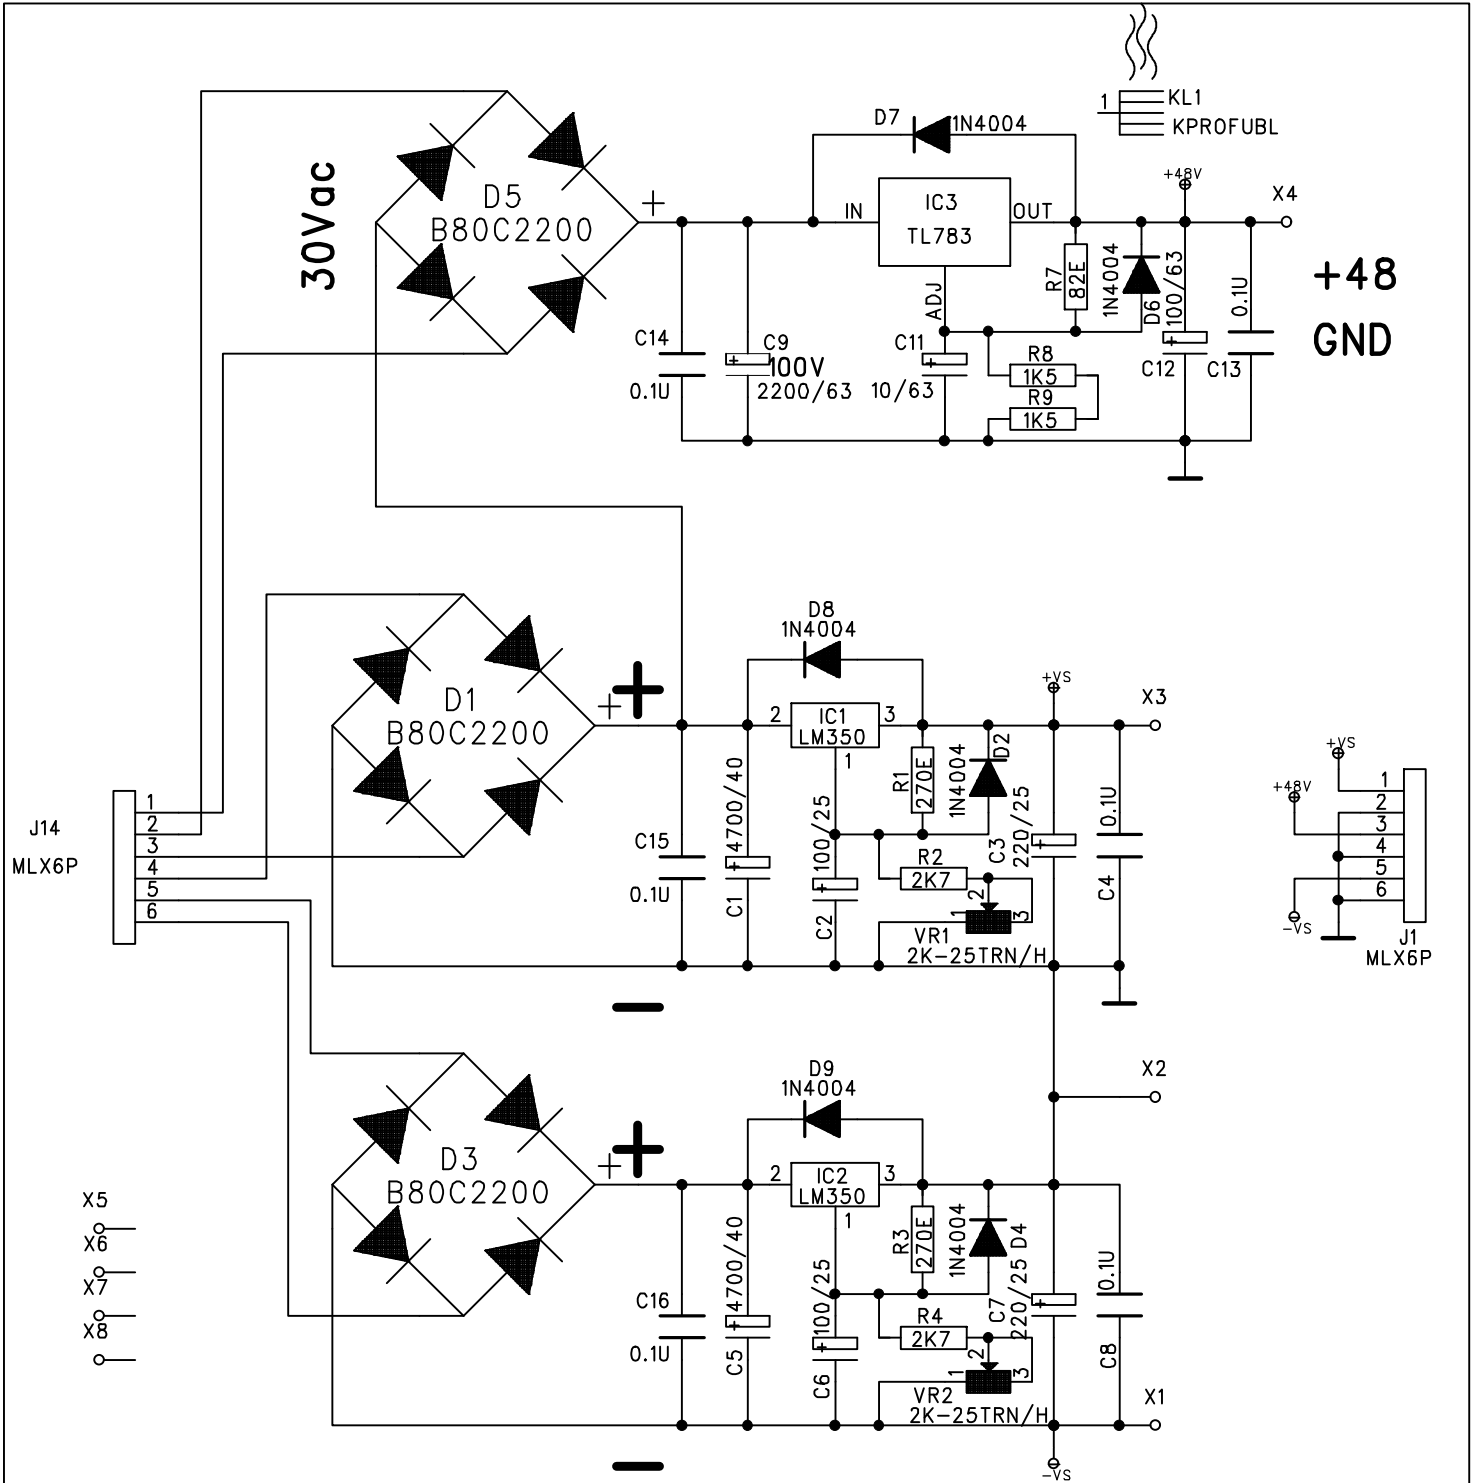 1
KL1
KPROFUBL
D7
1N4004
30Vac
D5
B80C2200
+
IN
IC3
TL783
OUT
ADJ
+48V
X4
R7
82E
1N4004
D6
100/63
0.1U
+48
GND
C14
0.1U
+
C9
100V
2200/63
C11
+
10/63
R8
1K5
R9
1K5
+
C12
C13
D8
1N4004
D1
B80C2200
+
+
2
IC1
LM350
3
1
+VS
X3
R1
270E
1N4004
D2
C3
220/25
+
0.1U
C4
C15
0.1U
4700/40
+
C1
100/25
+
C2
R2
2K7
1
2
3
VR1
2K-25TRN/H
−
J14
MLX6P
1
2
3
4
5
6
+VS
+48V
-VS
1
2
3
4
5
6
J1
MLX6P
X2
D9
1N4004
D3
B80C2200
+
+
2
IC2
LM350
3
1
R3
270E
1N4004
D4
C7
220/25
+
0.1U
C8
C16
0.1U
4700/40
+
C5
100/25
+
C6
R4
2K7
1
2
3
VR2
2K-25TRN/H
X1
-VS
−
X5
X6
X7
X8